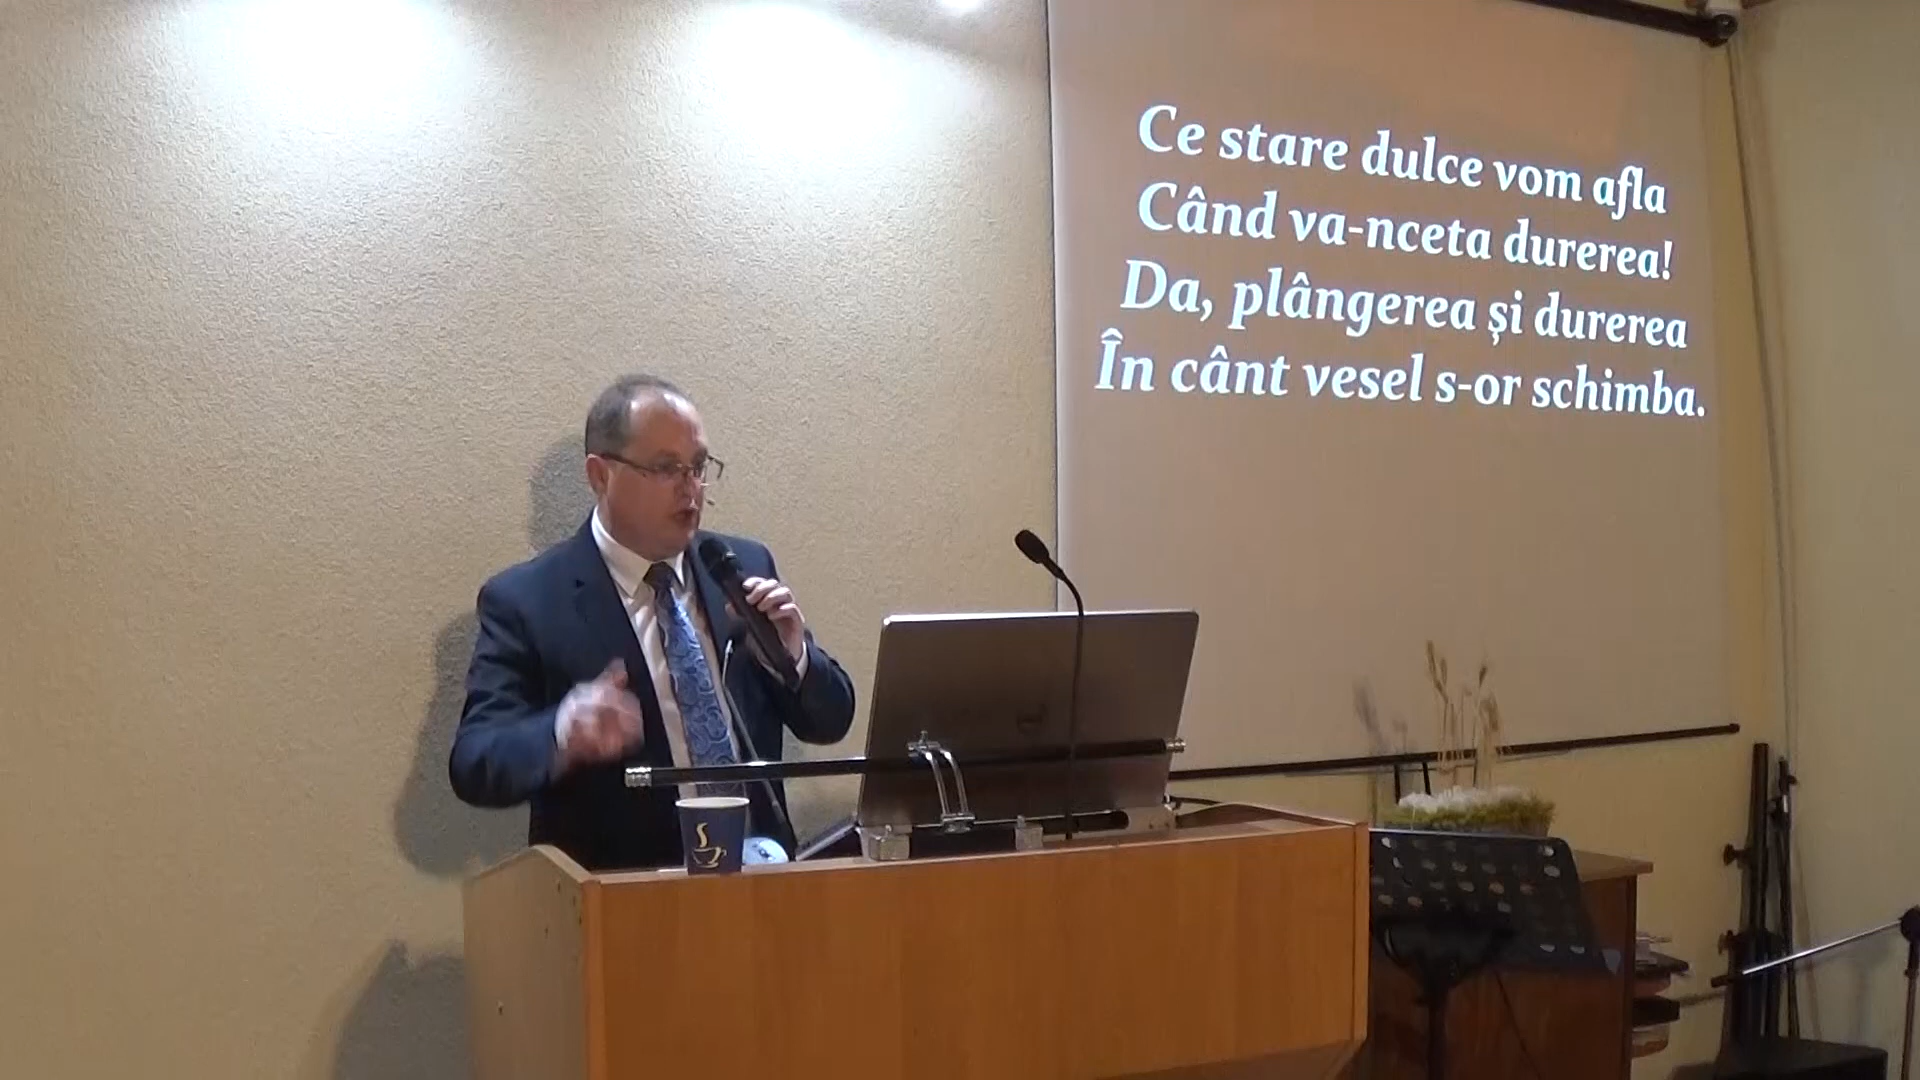 Ce stare dulce vom afla
Când va-nceta durerea!
Da, plângerea și durerea
În cânt vesel s-or schimba.